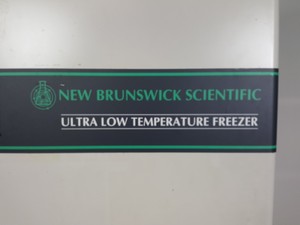 NEW BRUNSWICK SCIENTIFIC
ULTRA LOW TEMPERATURE FREEZER